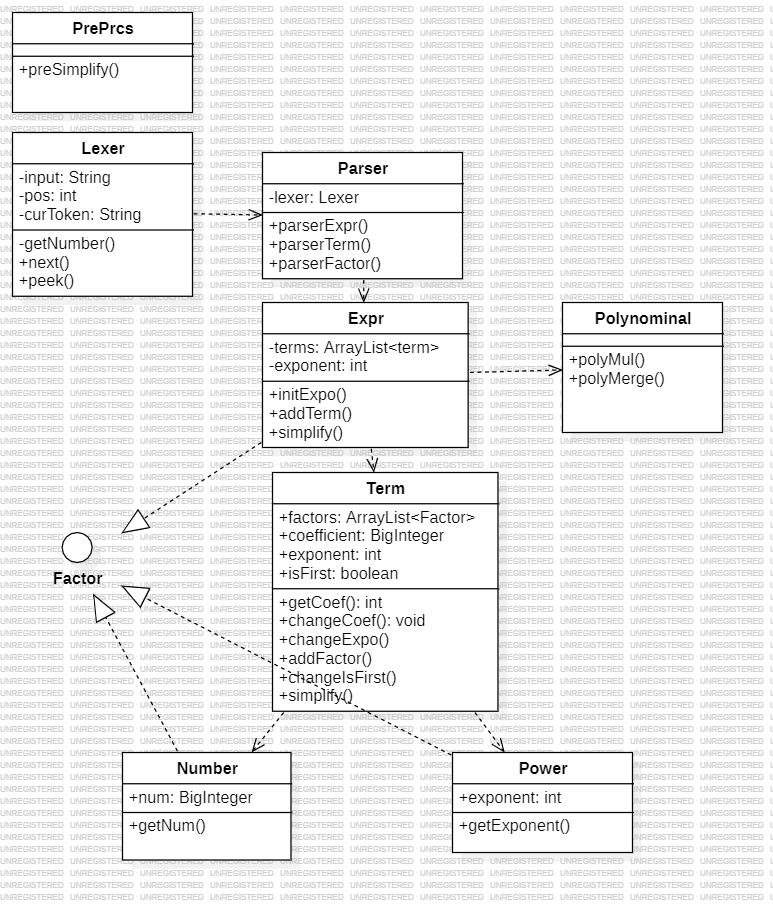 PrePrcs
+preSimplify()
Lexer
-input: String
-pos: int
-curToken: String
-getNumber()
+next()
+peek()
Parser
-lexer: Lexer
+parserExpr()
+parserTerm()
+parserFactor()
Expr
-terms: ArrayList<term>
-exponent: int
+initExpo()
+addTerm()
+simplify()
Polynominal
+polyMul()
+polyMerge()
Term
+factors: ArrayList<Factor>
+coefficient: BigInteger
+exponent: int
+isFirst: boolean
+getCoef(): int
+changeCoef(): void
+changeExpo()
+addFactor()
+changeIsFirst()
+simplify()
Factor
Number
+num: BigInteger
+getNum()
Power
+exponent: int
+getExponent()
UNREGISTERED